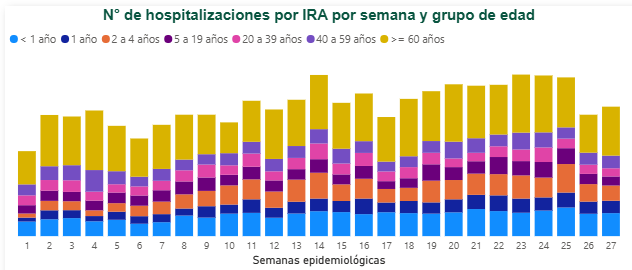 N° de hospitalizaciones por IRA por semana y grupo de edad
< 1 año 1 año 2 a 4 años 5 a 19 años 20 a 39 años 40 a 59 años >= 60 años
1 2 3 4 5 6 7 8 9 10 11 12 13 14 15 16 17 18 19 20 21 22 23 24 25 26 27
Semanas epidemiológicas